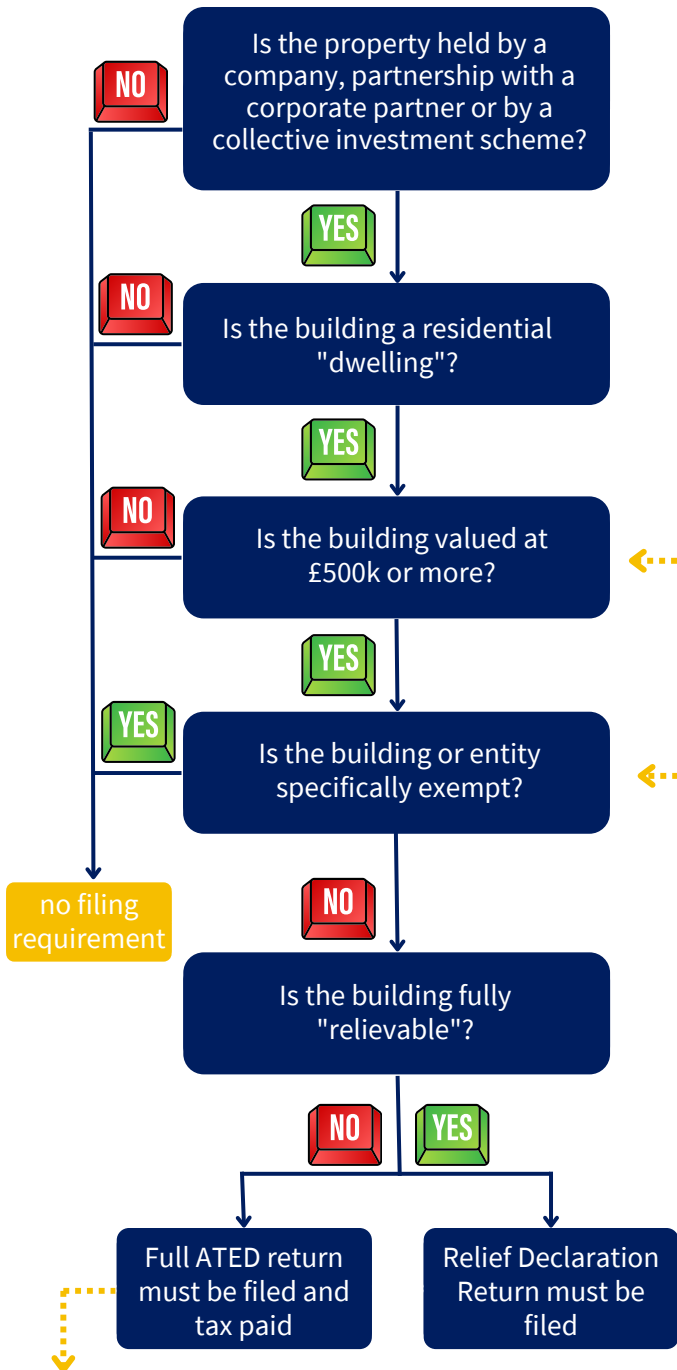 Is the property held by a
company, partnership with a
corporate partner or by a
collective investment scheme?
NO
YES
NO
Is the building a residential
"dwelling"?
YES
NO
Is the building valued at
£500k or more?
YES
YES
Is the building or entity
specifically exempt?
no filing
requirement
NO
Is the building fully
"relievable"?
NO
YES
Full ATED return
must be filed and
tax paid
Relief Declaration
Return must be
filed